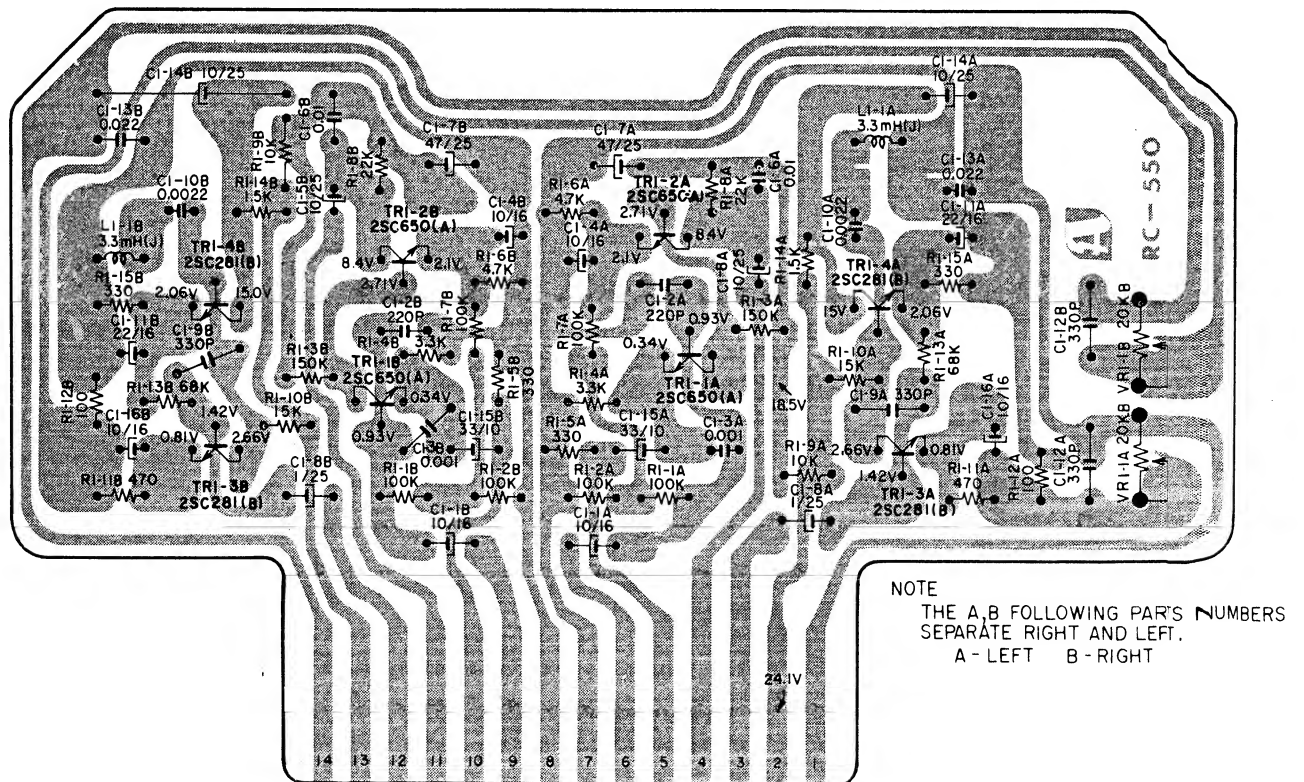 C1-14B 10/25
C1-13B
0.022
R1-9B
10K
C1-6B
0.01
C1-5B
10/25
R1-8B
22K
C1-7B
47/25
C1-7A
47/25
C1-14A
10/25
L1-1A
3.3mH(J)
C1-10B
0.0022
R1-14B
1.5K
TR1-2B
2SC650(A)
C1-4B
10/16
R1-6A
4.7K
C1-4A
10/16
TR1-2A
2SC650(A)
2.71V
8.4V
2.1V
R1-8A
22K
C1-6A
0.01
C1-13A
0.022
C1-11A
22/16
C1-10A
0.0022
RC-550
L1-1B
3.3mH(J)
TR1-4B
2SC281(B)
8.4V
2.1V
2.71V
R1-6B
4.7K
C1-8A
10/25
R1-14A
1.5K
TR1-4A
2SC281(B)
R1-15A
330
R1-15B
330
2.06V
15.0V
C1-11B
22/16
C1-9B
330P
C1-2B
220P
R1-7B
100K
R1-4B
3.3K
R1-7A
100K
C1-2A
220P
0.93V
0.34V
R1-3A
150K
15V
2.06V
R1-13A
68K
C1-12B
330P
VR1-1B 20KB
R1-3B
150K
TR1-1B
2SC650(A)
0.34V
0.93V
R1-5B
330
R1-4A
3.3K
TR1-1A
2SC650(A)
18.5V
R1-10A
15K
C1-9A
330P
R1-12B
100
R1-13B 68K
R1-10B
15K
C1-16B
10/16
1.42V
0.81V
2.66V
C1-3B
0.001
C1-15B
33/10
R1-5A
330
C1-15A
33/10
C1-3A
0.001
R1-9A
10K
2.66V
0.81V
1.42V
C1-16A
10/16
C1-12A
330P
VR1-1A 20KB
R1-11B 470
TR1-3B
2SC281(B)
C1-8B
1/25
R1-1B
100K
R1-2B
100K
R1-2A
100K
R1-1A
100K
C1-8A
1/25
TR1-3A
2SC281(B)
R1-11A
470
R1-12A
100
C1-1B
10/16
C1-1A
10/16
NOTE
THE A,B FOLLOWING PARTS NUMBERS
SEPARATE RIGHT AND LEFT.
A-LEFT B-RIGHT
24.1V
14 13 12 11 10 9 8 7 6 5 4 3 2 1